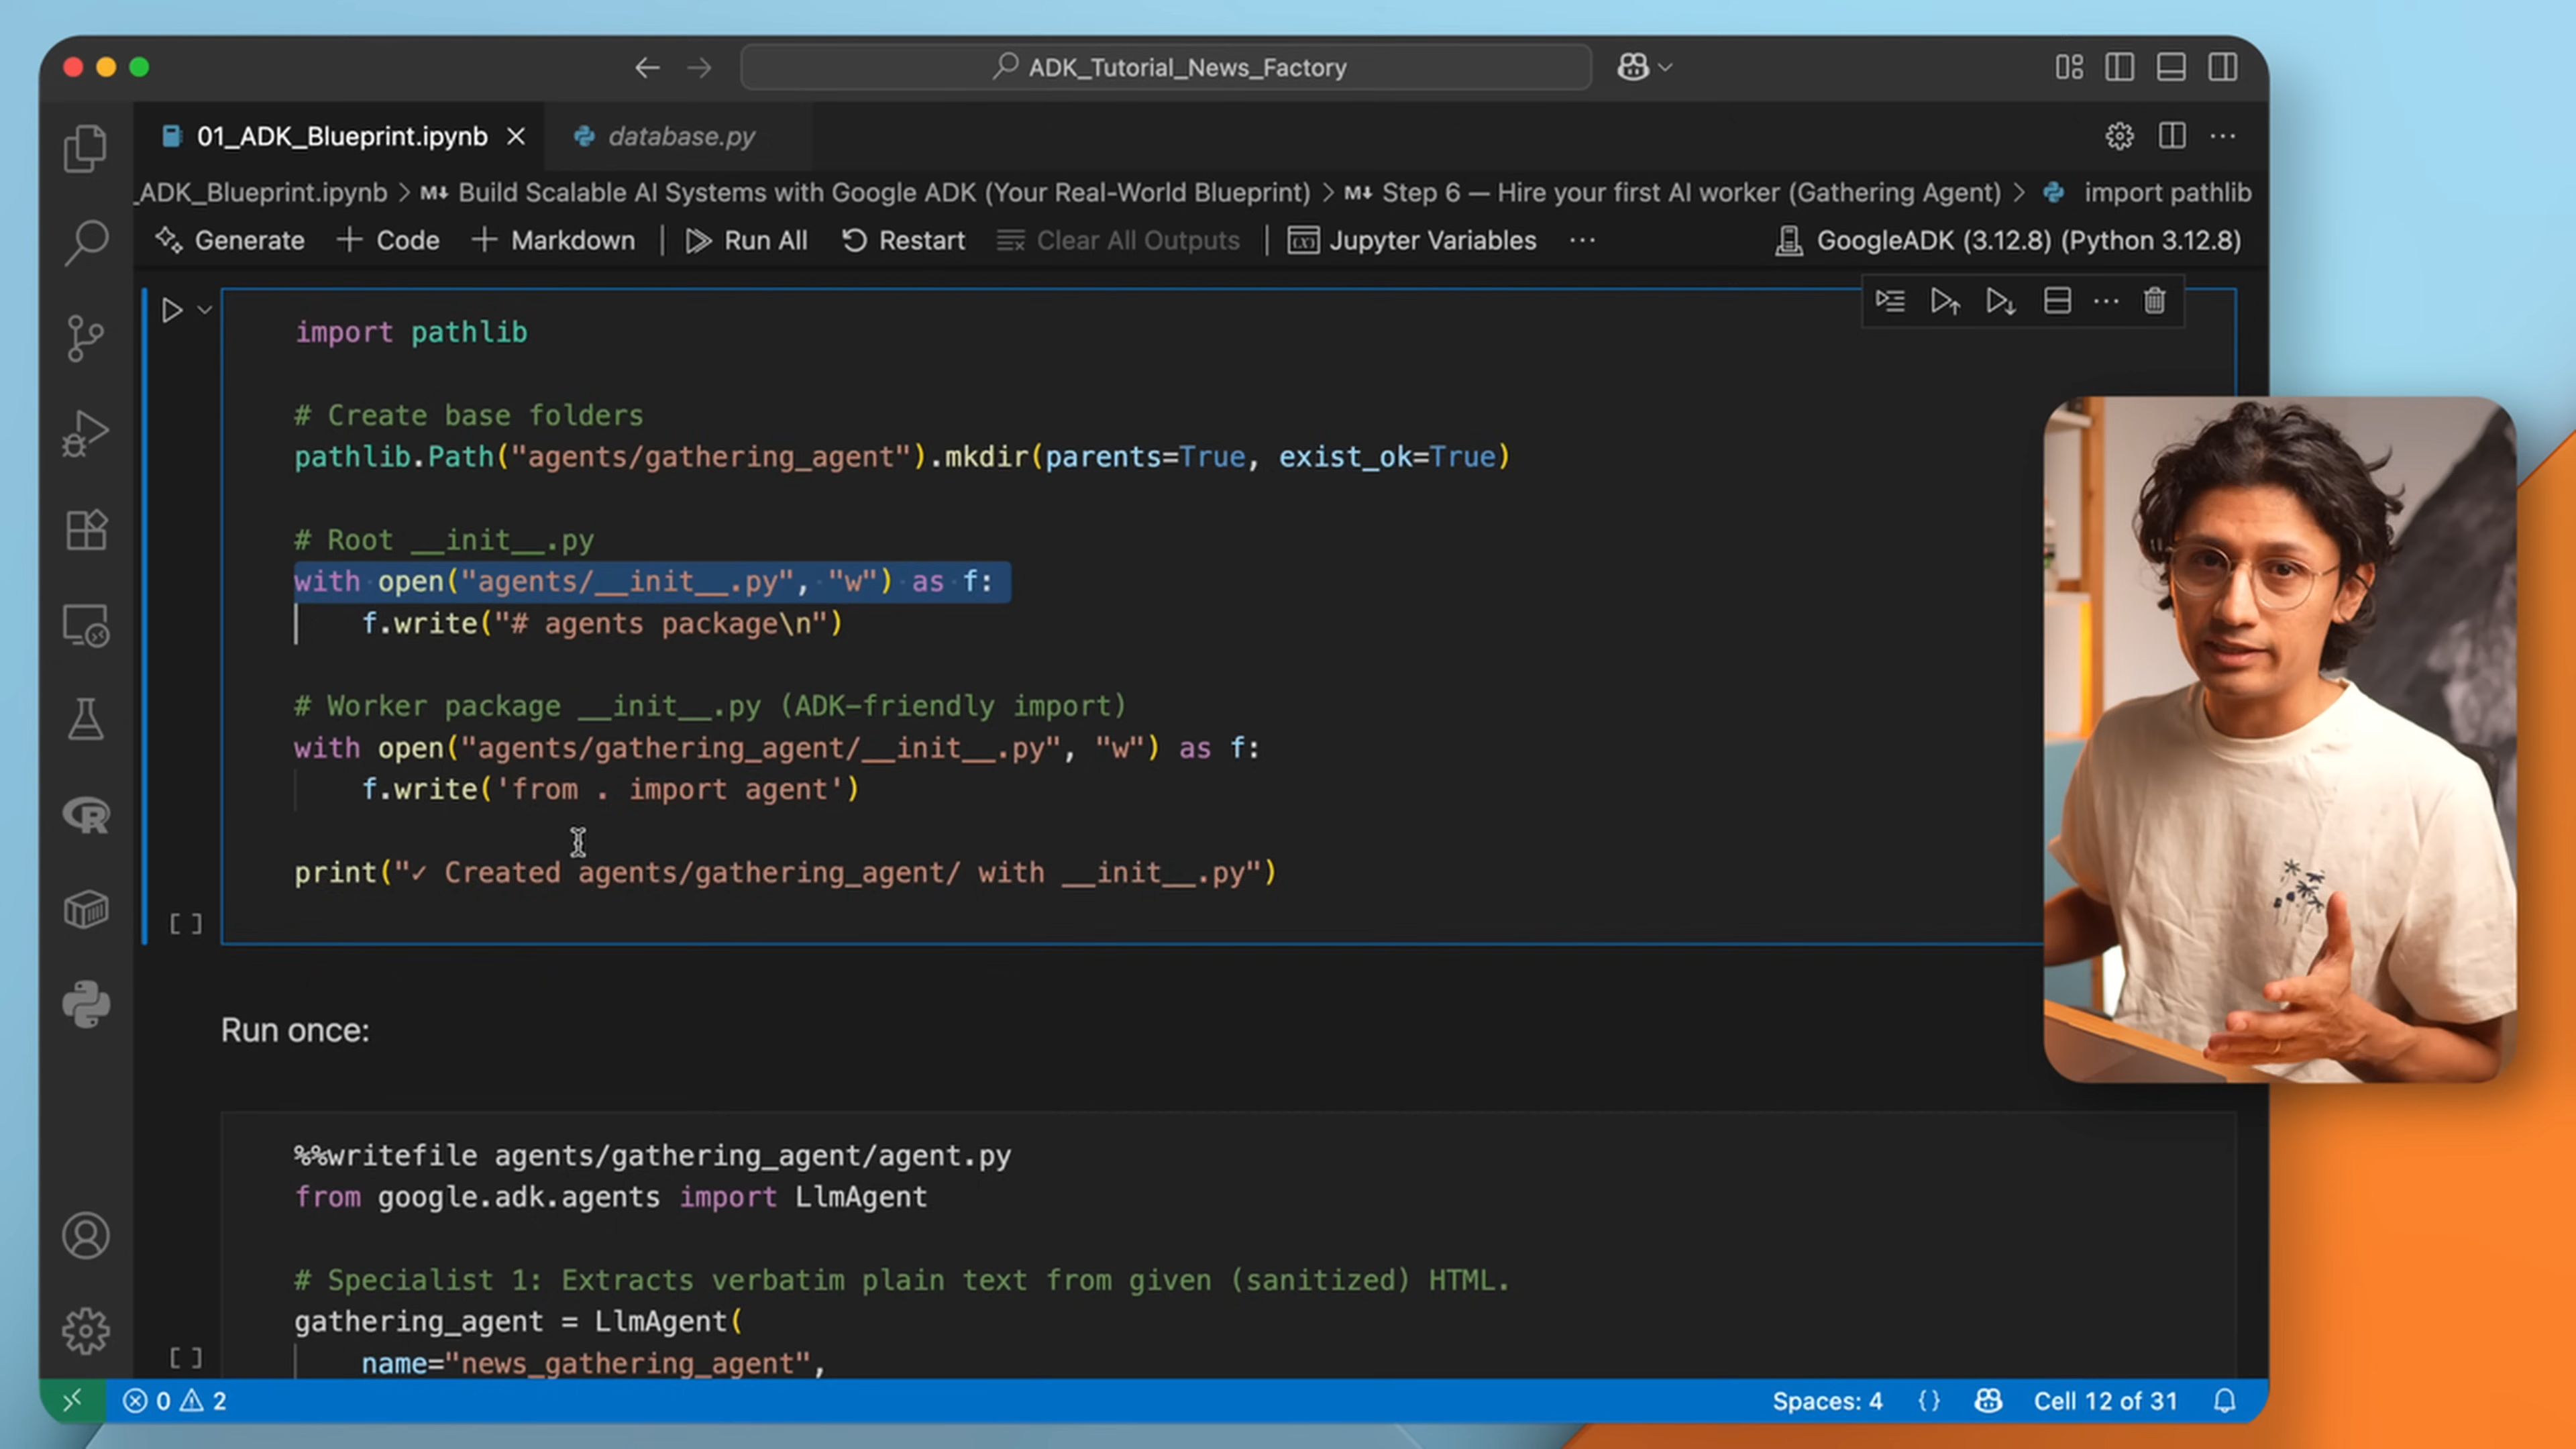 ADK_Tutorial_News_Factory
01_ADK_Blueprint.ipynb
database.py
_ADK_Blueprint.ipynb > M↓ Build Scalable AI Systems with Google ADK (Your Real-World Blueprint) > M↓ Step 6 — Hire your first AI worker (Gathering Agent) > import pathlib
Generate + Code + Markdown | Run All Restart Clear All Outputs | Jupyter Variables ··· GoogleADK (3.12.8) (Python 3.12.8)
import pathlib
# Create base folders
pathlib.Path("agents/gathering_agent").mkdir(parents=True, exist_ok=True)
# Root __init__.py
with open("agents/__init__.py", "w") as f:
    f.write("# agents package\n")
# Worker package __init__.py (ADK-friendly import)
with open("agents/gathering_agent/__init__.py", "w") as f:
    f.write('from . import agent')
print("✓ Created agents/gathering_agent/ with __init__.py")
[ ]
Run once:
%%writefile agents/gathering_agent/agent.py
from google.adk.agents import LlmAgent
# Specialist 1: Extracts verbatim plain text from given (sanitized) HTML.
gathering_agent = LlmAgent(
    name="news_gathering_agent",
[ ]
0 2
Spaces: 4 {} Cell 12 of 31